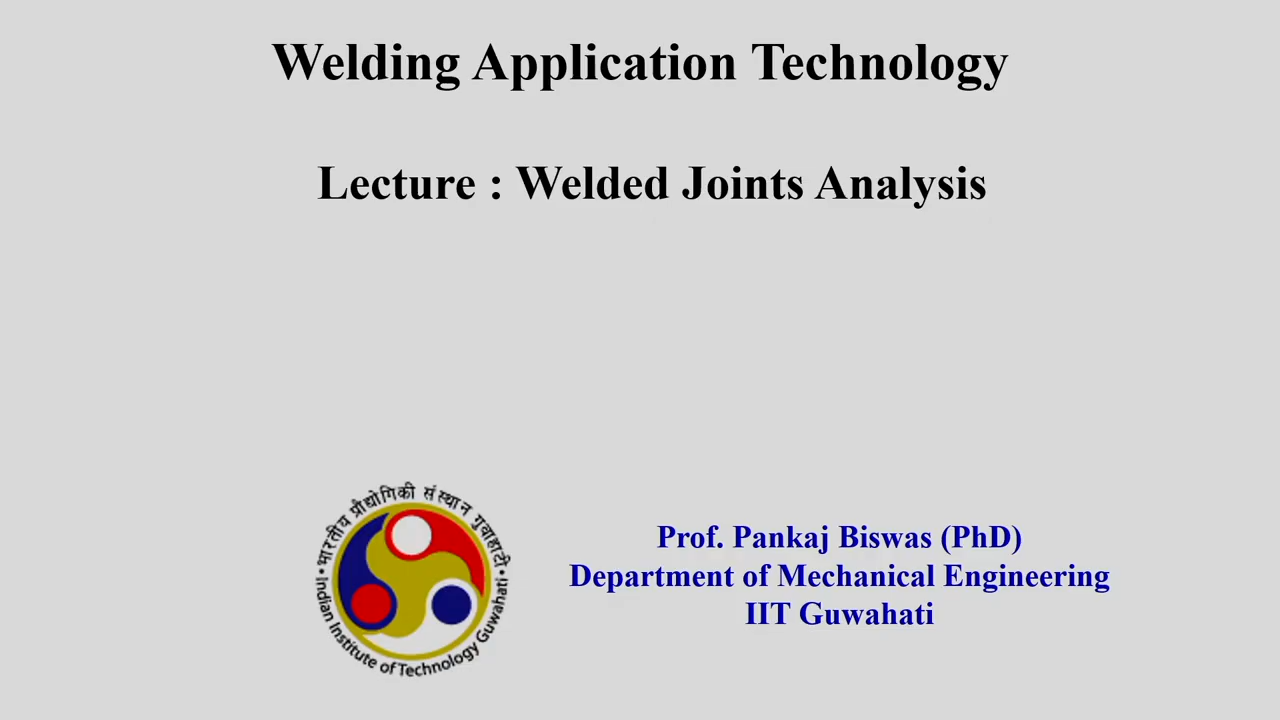 Welding Application Technology
Lecture : Welded Joints Analysis
भारतीय प्रौद्योगिकी संस्थान गुवाहाटी
Indian Institute of Technology Guwahati
Prof. Pankaj Biswas (PhD)
Department of Mechanical Engineering
IIT Guwahati